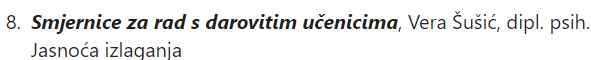 8. Smjernice za rad s darovitim učenicima, Vera Šušić, dipl. psih.
Jasnoća izlaganja